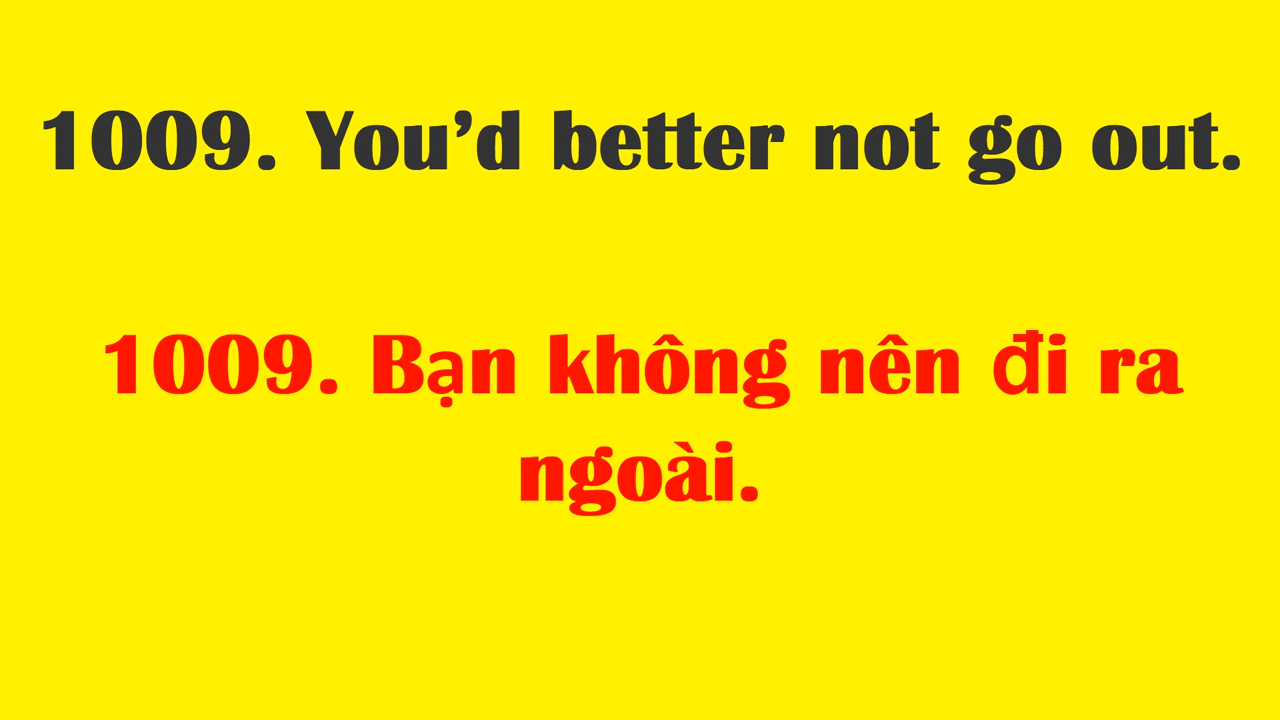 1009. You’d better not go out.
1009. Bạn không nên đi ra
ngoài.